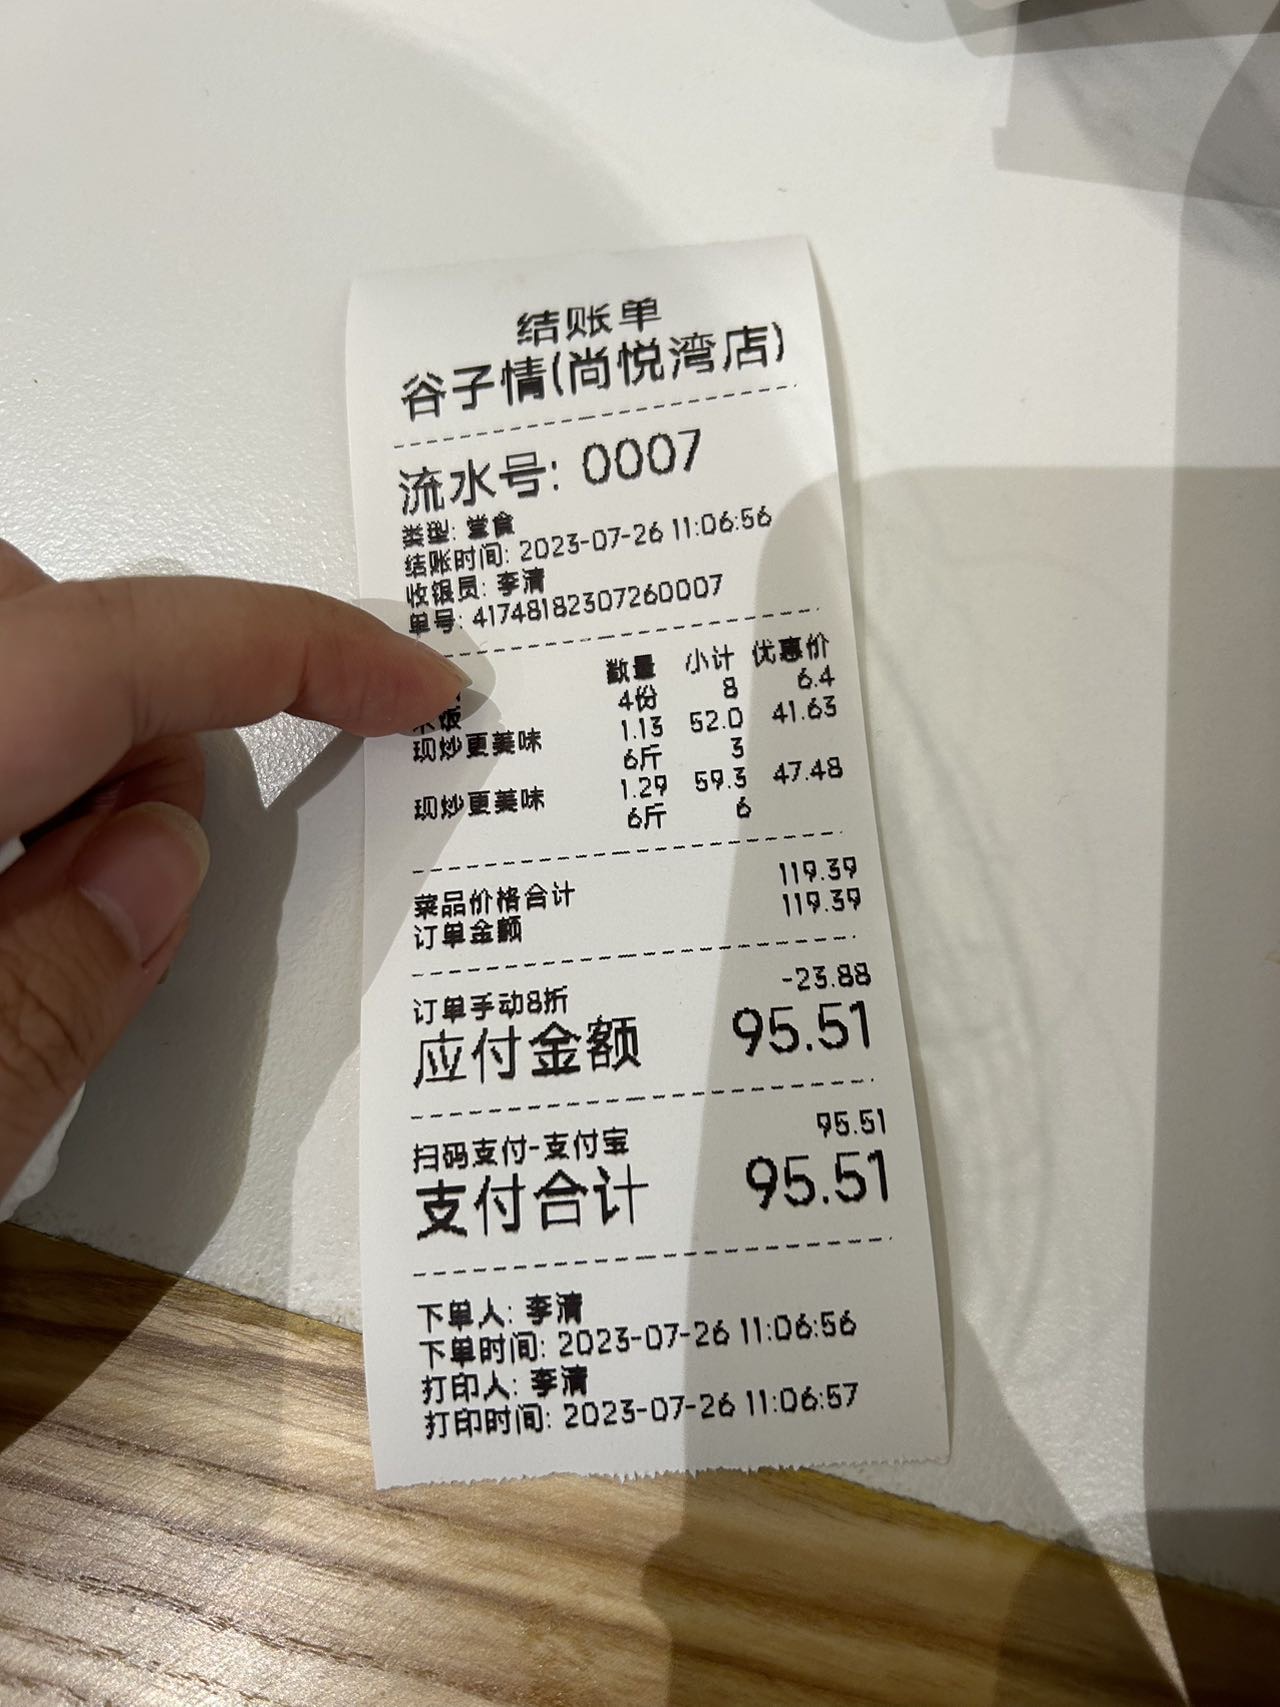 结账单
谷子情(尚悦湾店)
流水号: 0007
类型: 堂食
结账时间: 2023-07-26 11:06:56
收银员: 李清
单号: 41748182307260007
数量 小计 优惠价
米饭 4份 8 6.4
现炒更美味 1.13 52.0 41.63
6斤 3
现炒更美味 1.29 59.3 47.48
6斤 6
菜品价格合计 119.39
订单金额 119.39
订单手动8折 -23.88
应付金额 95.51
扫码支付-支付宝 95.51
支付合计 95.51
下单人: 李清
下单时间: 2023-07-26 11:06:56
打印人: 李清
打印时间: 2023-07-26 11:06:57